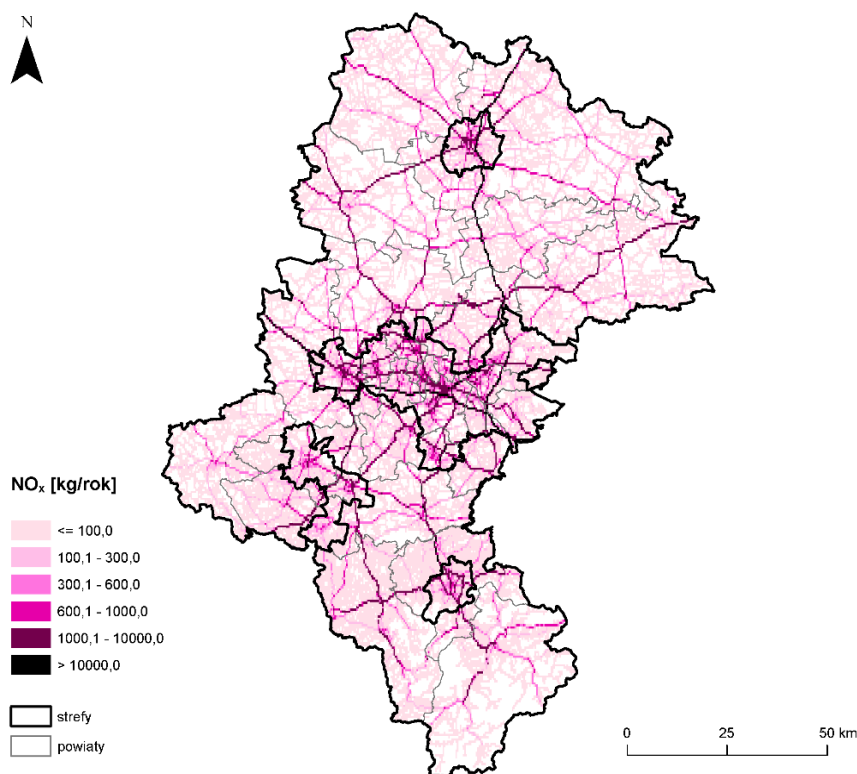 N
NOx [kg/rok]
<= 100,0
100,1 - 300,0
300,1 - 600,0
600,1 - 1000,0
1000,1 - 10000,0
> 10000,0
strefy
powiaty
0 25 50 km